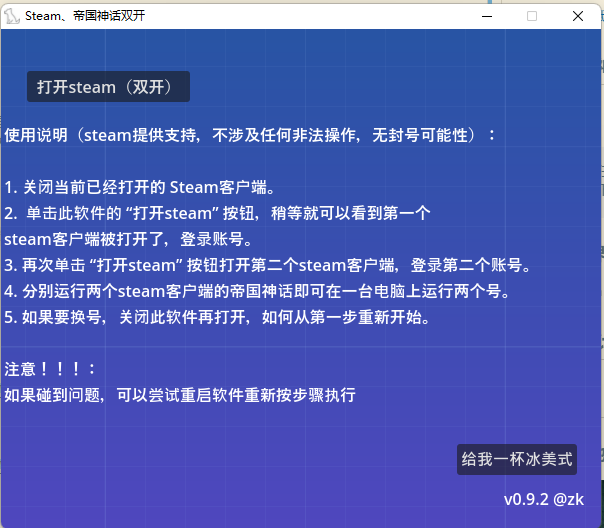 Steam、帝国神话双开
打开steam（双开）
使用说明（steam提供支持，不涉及任何非法操作，无封号可能性）：
1. 关闭当前已经打开的 Steam客户端。
2. 单击此软件的 “打开steam” 按钮，稍等就可以看到第一个
steam客户端被打开了，登录账号。
3. 再次单击 “打开steam” 按钮打开第二个steam客户端，登录第二个账号。
4. 分别运行两个steam客户端的帝国神话即可在一台电脑上运行两个号。
5. 如果要换号，关闭此软件再打开，如何从第一步重新开始。
注意！！！：
如果碰到问题，可以尝试重启软件重新按步骤执行
给我一杯冰美式
v0.9.2 @zk